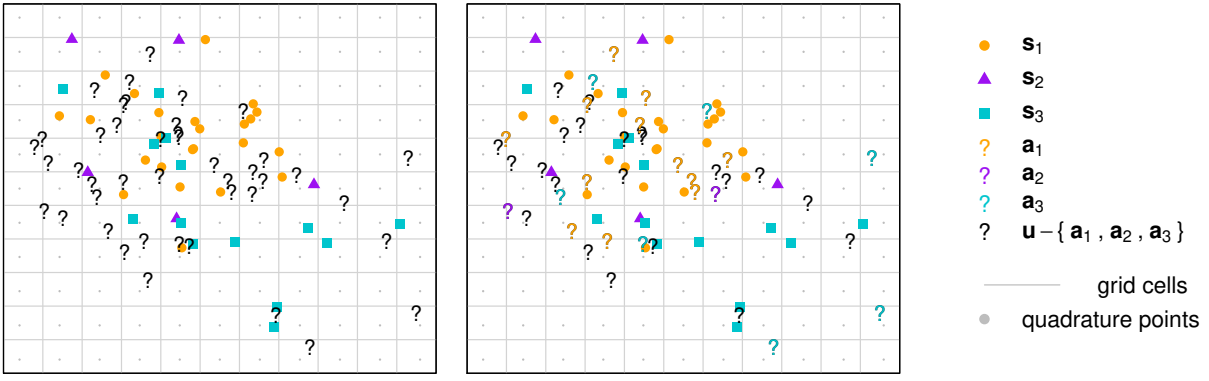 s₁
s₂
s₃
? a₁
? a₂
? a₃
? u – { a₁ , a₂ , a₃ }
grid cells
quadrature points